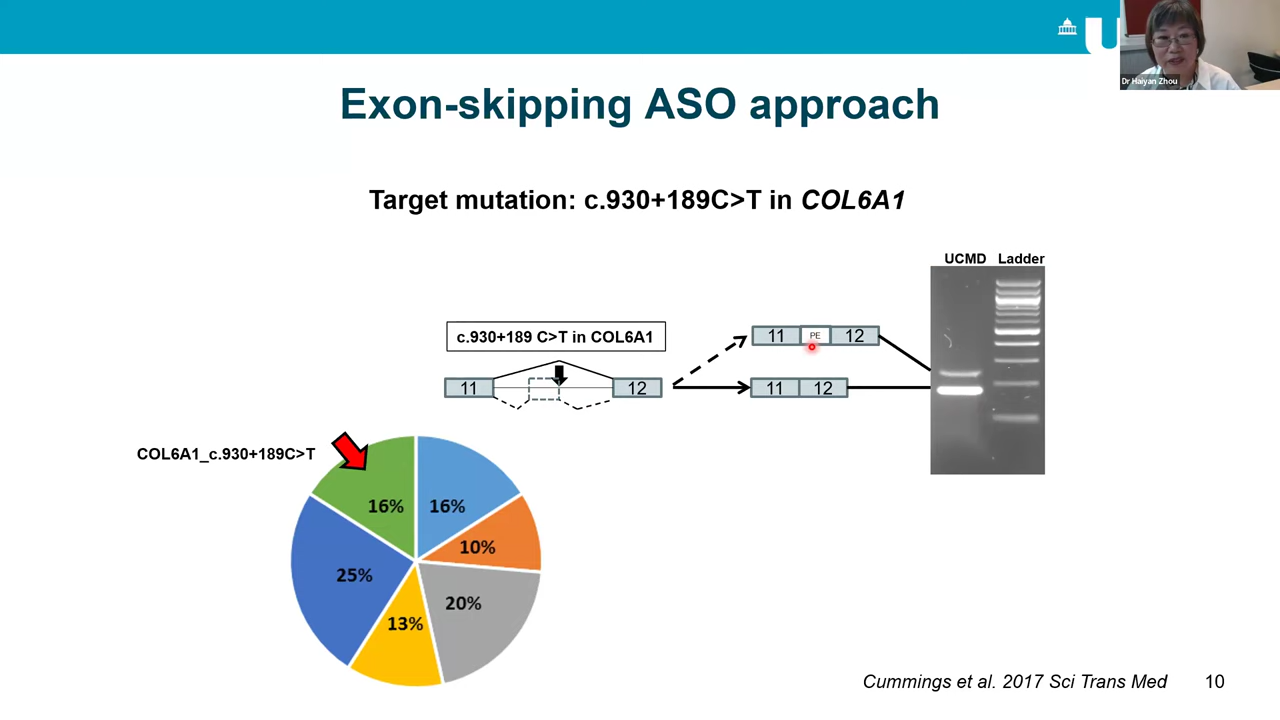 U
Dr Haiyan Zhou
Exon-skipping ASO approach
Target mutation: c.930+189C>T in COL6A1
UCMD Ladder
c.930+189 C>T in COL6A1
11 PE 12
11 12
11 12
COL6A1_c.930+189C>T
16% 16%
10%
25%
20%
13%
Cummings et al. 2017 Sci Trans Med 10